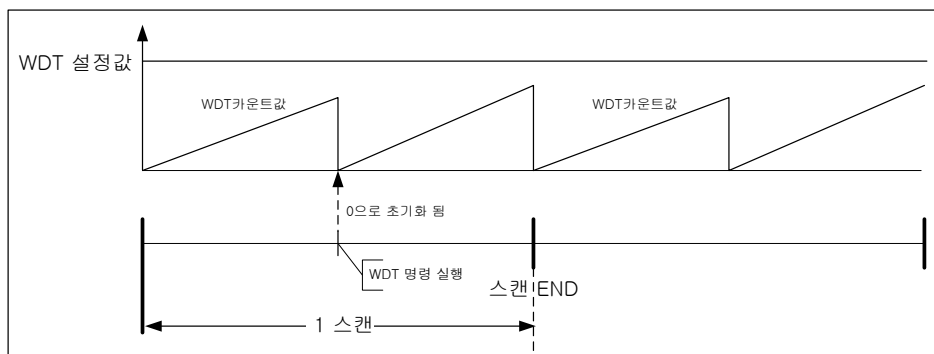 WDT 설정값
WDT카운트값
WDT카운트값
0으로 초기화 됨
WDT 명령 실행
스캔 END
1 스캔